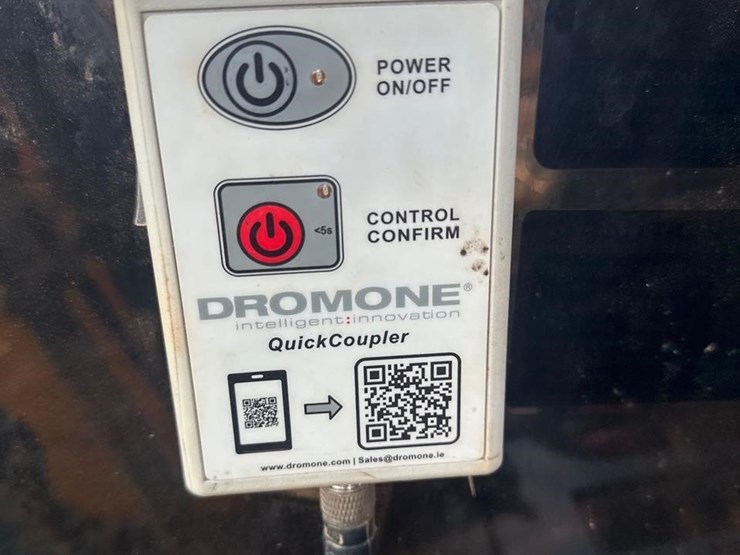 POWER
ON/OFF
<5s
CONTROL
CONFIRM
DROMONE®
intelligent:innovation
QuickCoupler
www.dromone.com | Sales@dromone.ie